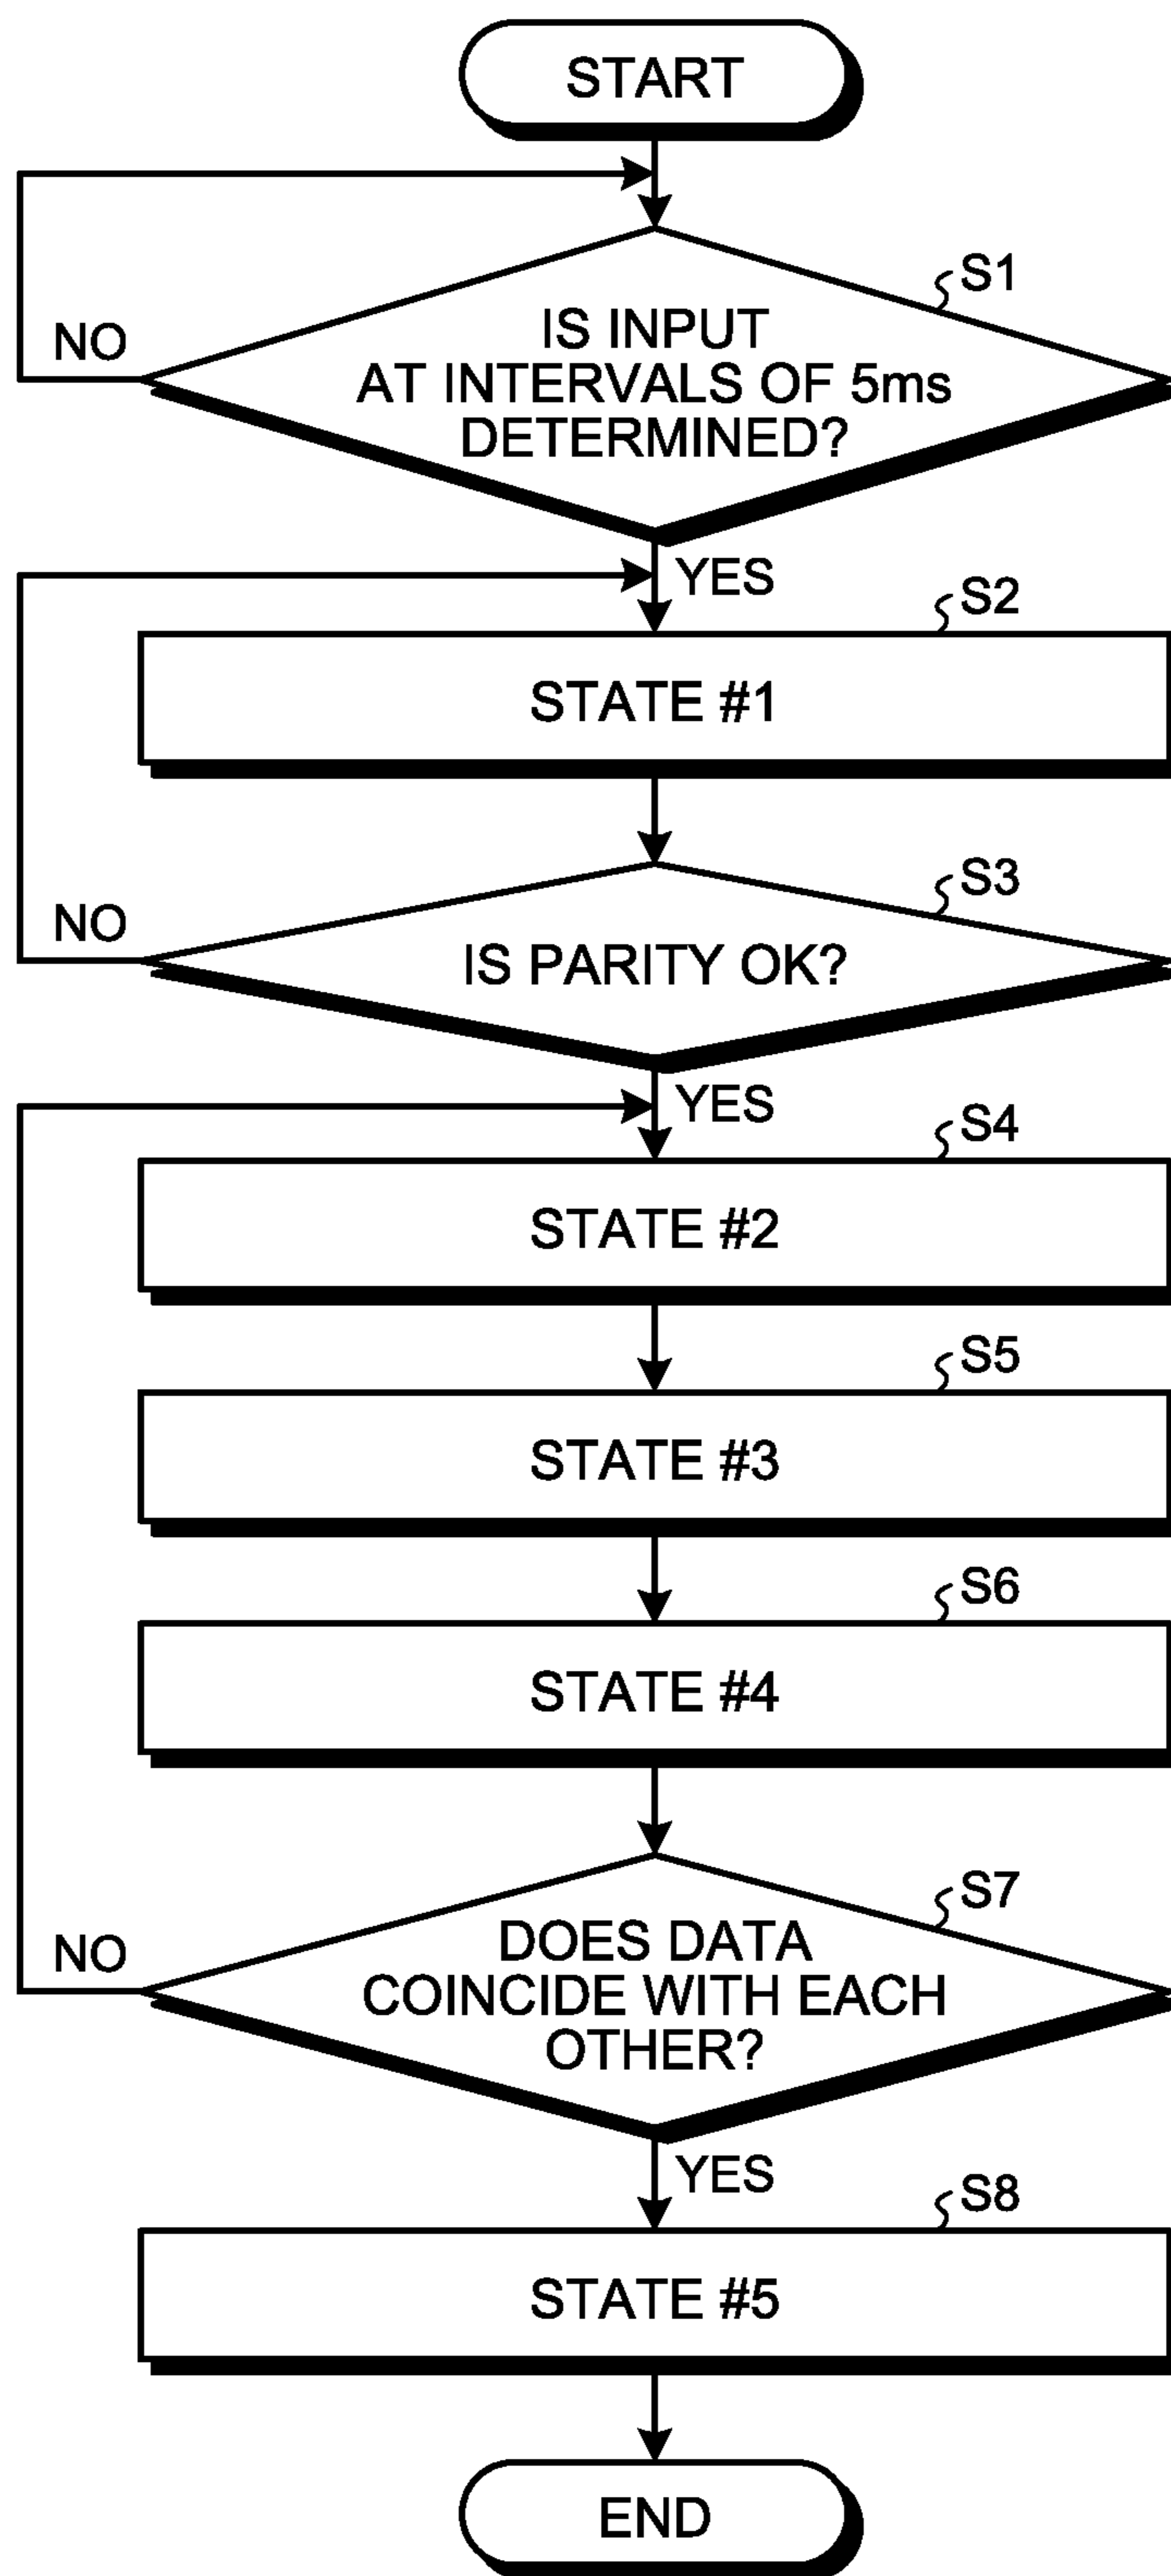 START
S1
IS INPUT
AT INTERVALS OF 5ms
DETERMINED?
NO
YES
S2
STATE #1
S3
IS PARITY OK?
NO
YES
S4
STATE #2
S5
STATE #3
S6
STATE #4
S7
DOES DATA
COINCIDE WITH EACH
OTHER?
NO
YES
S8
STATE #5
END